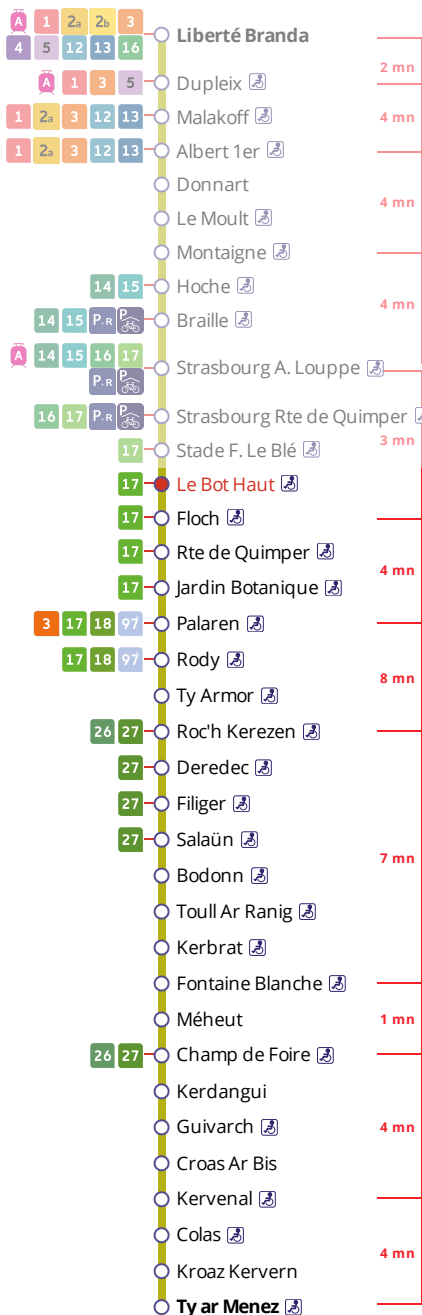 A 1 2a 2b 3
4 5 12 13 16 Liberté Branda
2 mn
A 1 3 5 Dupleix
1 2a 3 12 13 Malakoff 4 mn
1 2a 3 12 13 Albert 1er
Donnart
4 mn
Le Moult
Montaigne
14 15 Hoche
4 mn
14 15 P.R P Braille
A 14 15 16 17
P.R P Strasbourg A. Louppe
16 17 P.R P Strasbourg Rte de Quimper
3 mn
17 Stade F. Le Blé
17 Le Bot Haut
17 Floch
17 Rte de Quimper
4 mn
17 Jardin Botanique
3 17 18 97 Palaren
17 18 97 Rody
8 mn
Ty Armor
26 27 Roc'h Kerezen
27 Deredec
27 Filiger
27 Salaün
7 mn
Bodonn
Toull Ar Ranig
Kerbrat
Fontaine Blanche
Méheut 1 mn
26 27 Champ de Foire
Kerdangui
Guivarch 4 mn
Croas Ar Bis
Kervenal
Colas
4 mn
Kroaz Kervern
Ty ar Menez